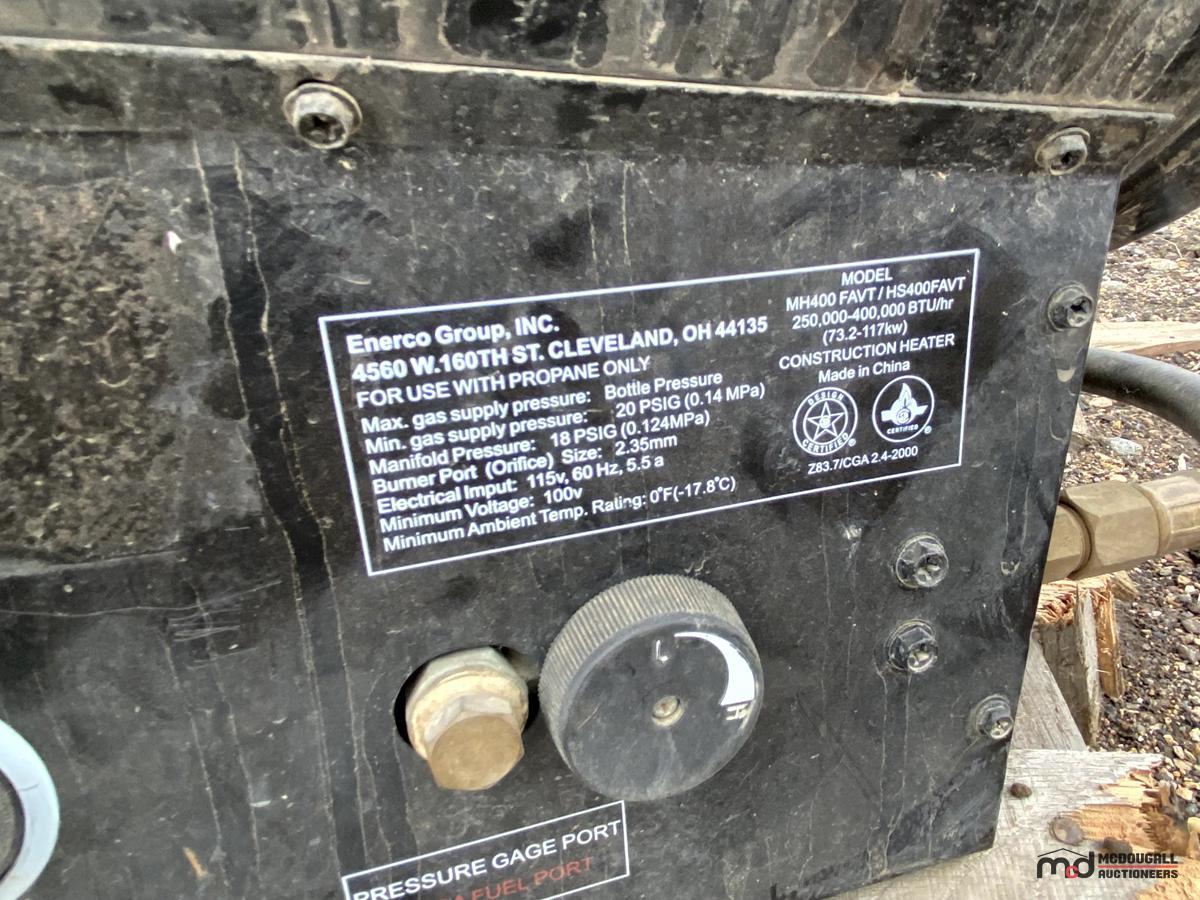 Enerco Group, INC.
4560 W.160TH ST. CLEVELAND, OH 44135
FOR USE WITH PROPANE ONLY
Max. gas supply pressure: Bottle Pressure
Min. gas supply pressure: 20 PSIG (0.14 MPa)
Manifold Pressure: 18 PSIG (0.124MPa)
Burner Port (Orifice) Size: 2.35mm
Electrical Imput: 115v, 60 Hz, 5.5 a
Minimum Voltage: 100v
Minimum Ambient Temp. Rating: 0°F(-17.8°C)
MODEL
MH400 FAVT / HS400FAVT
250,000-400,000 BTU/hr
(73.2-117kw)
CONSTRUCTION HEATER
Made in China
DESIGN
CERTIFIED
®
CERTIFIED
®
Z83.7/CGA 2.4-2000
L
H
PRESSURE GAGE PORT
FUEL PORT
md MCDOUGALL
AUCTIONEERS